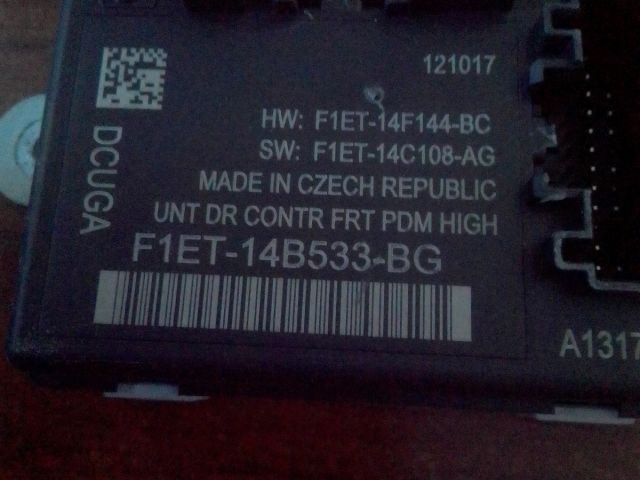 121017
HW: F1ET-14F144-BC
SW: F1ET-14C108-AG
MADE IN CZECH REPUBLIC
UNT DR CONTR FRT PDM HIGH
F1ET-14B533-BG
DCUGA
A1317